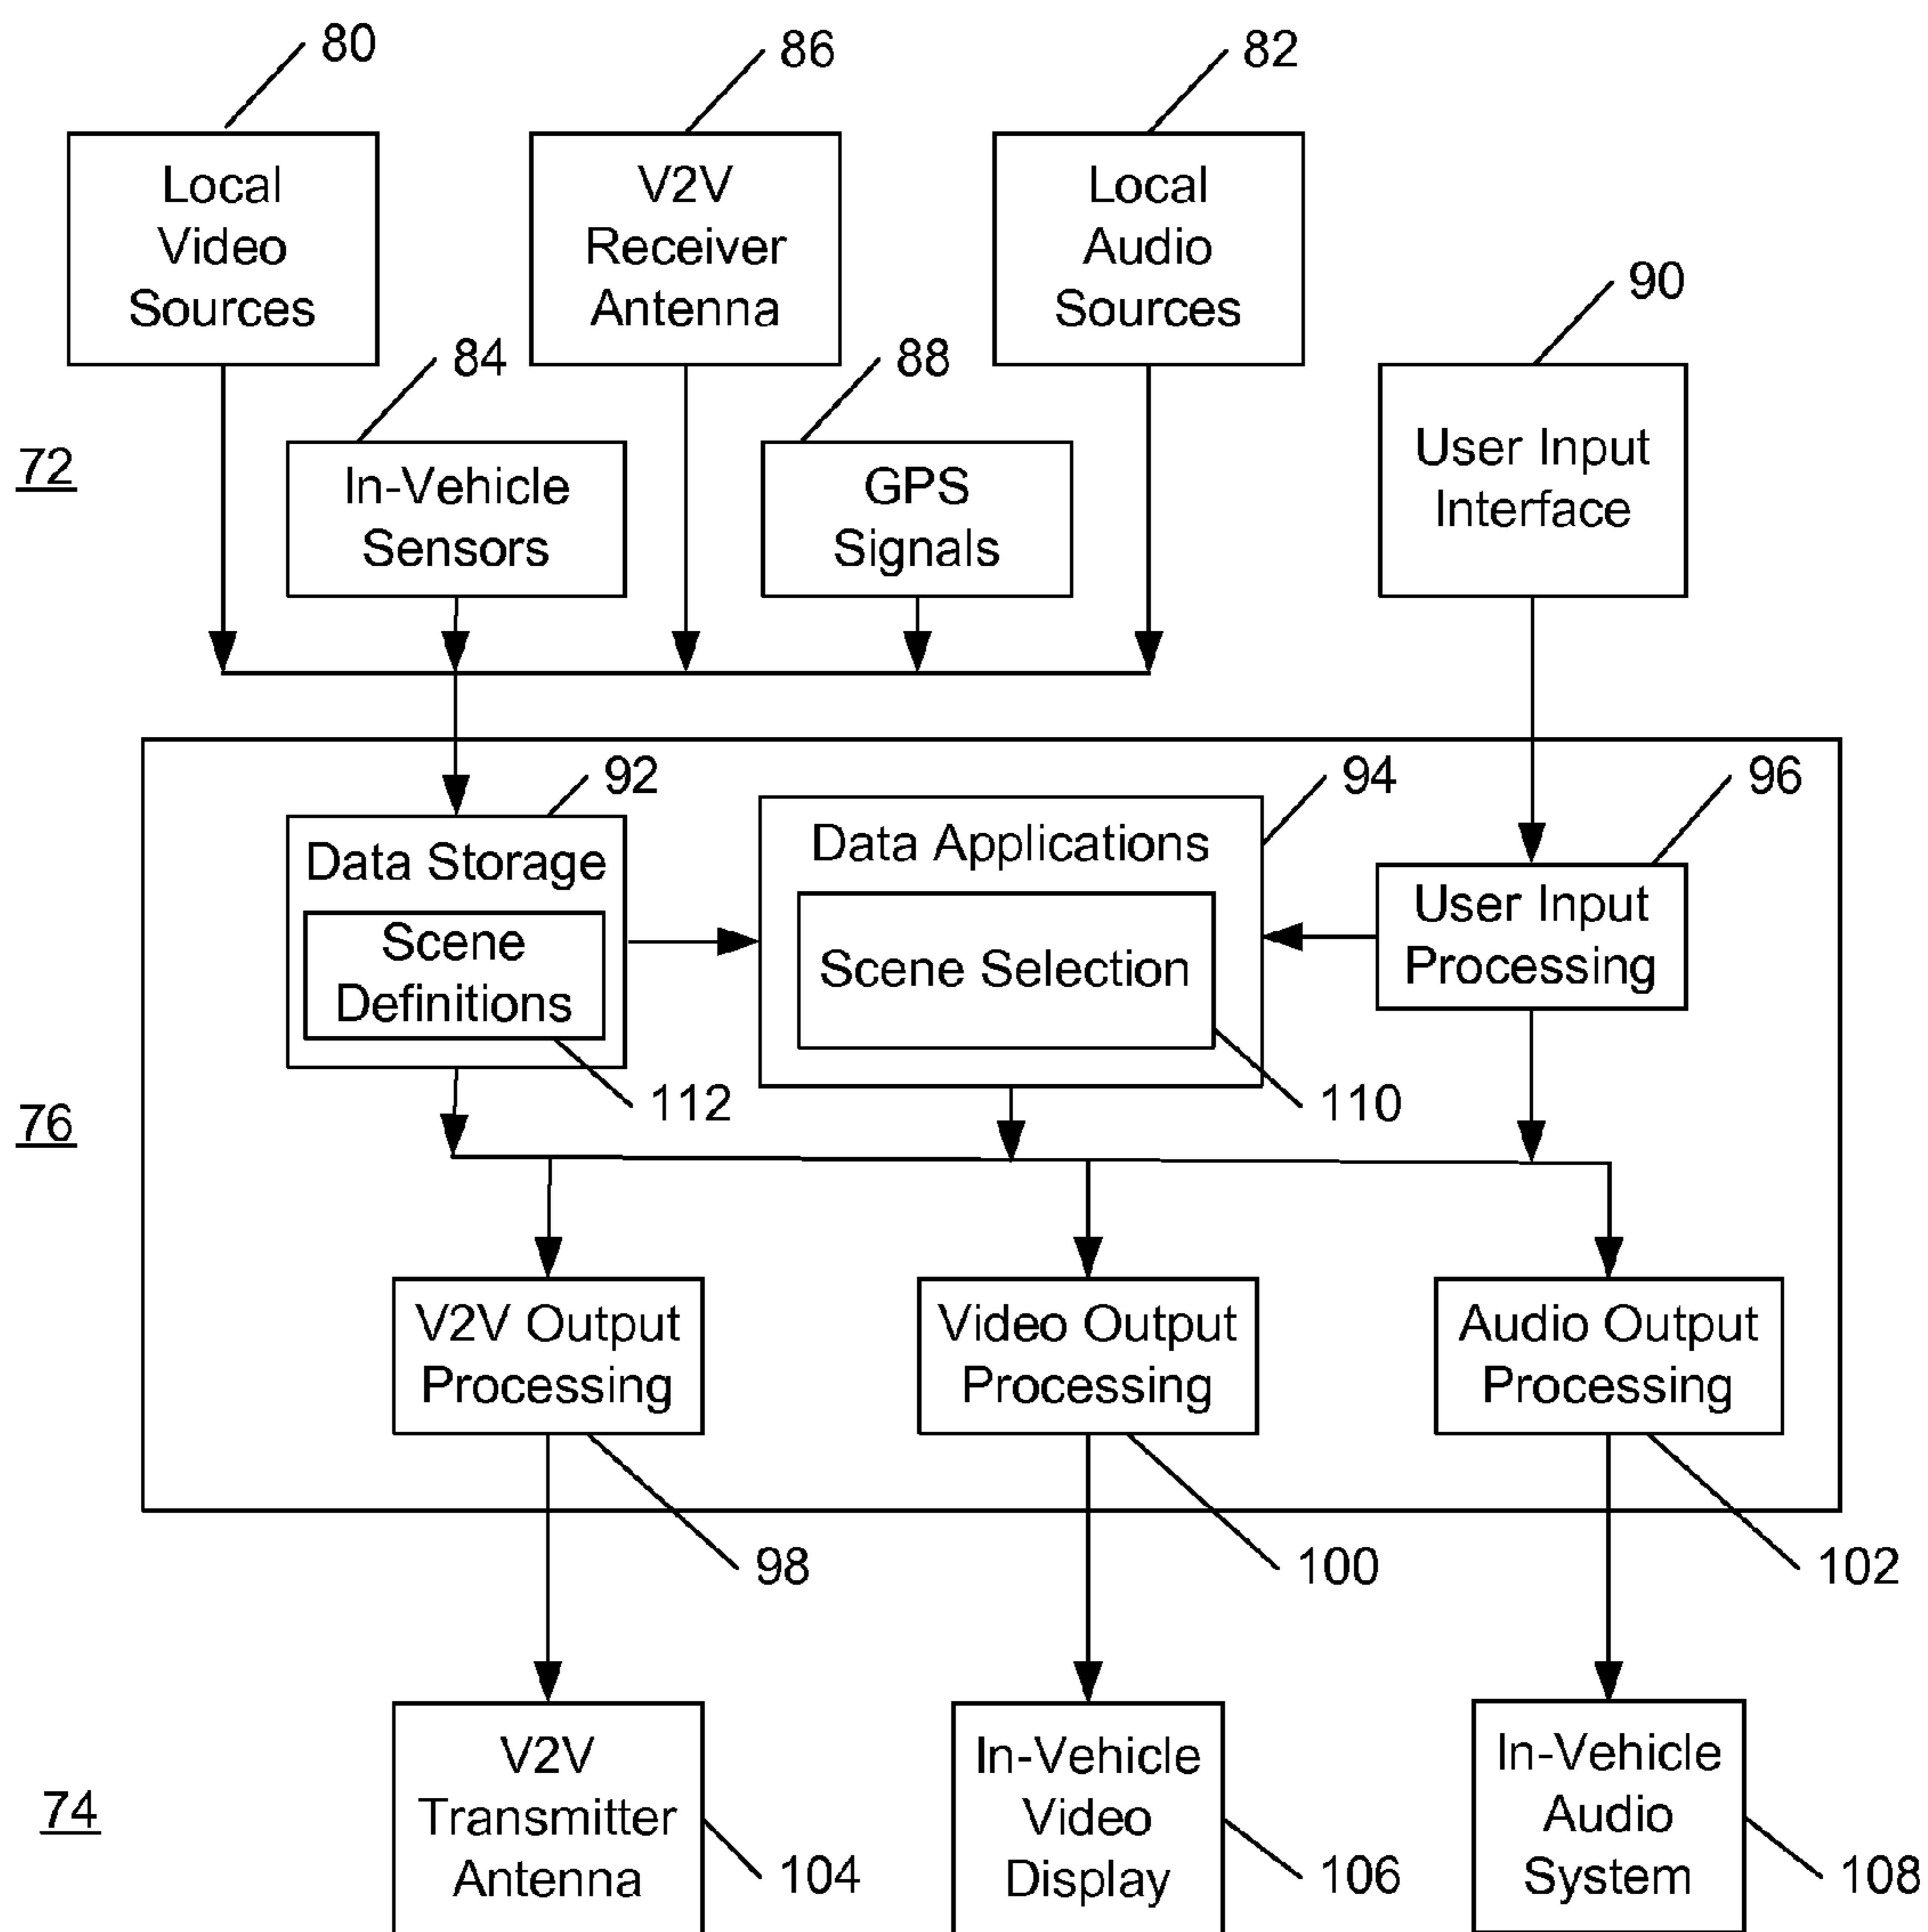 80
86
82
Local
Video
Sources
V2V
Receiver
Antenna
Local
Audio
Sources
90
84
88
User Input
Interface
72
In-Vehicle
Sensors
GPS
Signals
92
94
96
Data Storage
Scene
Definitions
Data Applications
Scene Selection
User Input
Processing
112
110
76
V2V Output
Processing
Video Output
Processing
Audio Output
Processing
98
100
102
74
V2V
Transmitter
Antenna
104
In-Vehicle
Video
Display
106
In-Vehicle
Audio
System
108